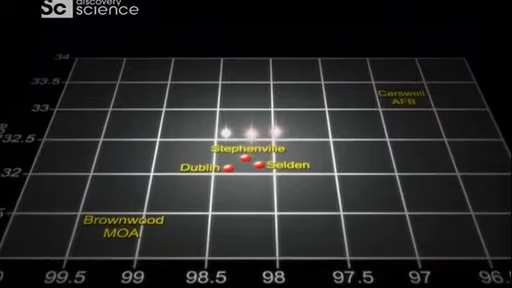 Sc discovery
science
34
33.5
33
32.5
32
Carswell
AFB
Stephenville
Dublin
Selden
Brownwood
MOA
99.5
99
98.5
98
97.5
97
96